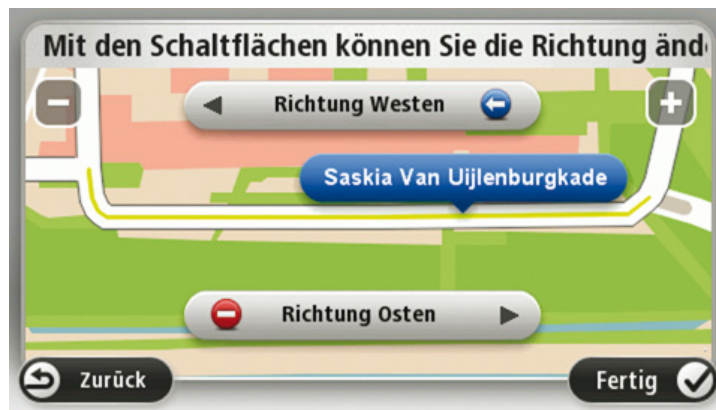 Mit den Schaltflächen können Sie die Richtung änd
Richtung Westen
Saskia Van Uijlenburgkade
Richtung Osten
Zurück
Fertig